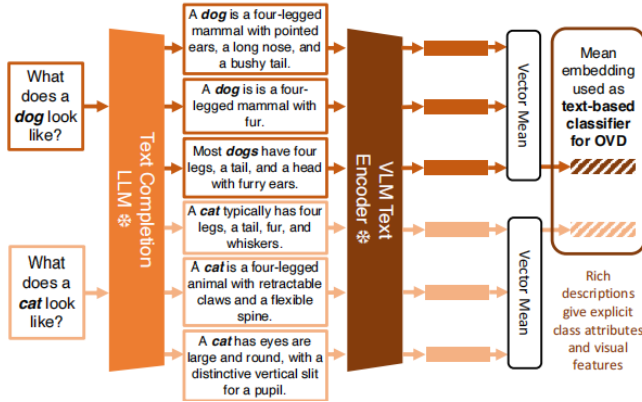 What
does a
dog look
like?
What
does a
cat look
like?
Text Completion
LLM
A dog is a four-legged
mammal with pointed
ears, a long nose, and
a bushy tail.
A dog is is a four-
legged mammal with
fur.
Most dogs have four
legs, a tail, and a head
with furry ears.
A cat typically has four
legs, a tail, fur, and
whiskers.
A cat is a four-legged
animal with retractable
claws and a flexible
spine.
A cat has eyes are
large and round, with a
distinctive vertical slit
for a pupil.
VLM Text
Encoder
Vector Mean
Vector Mean
Mean
embedding
used as
text-based
classifier
for OVD
Rich
descriptions
give explicit
class attributes
and visual
features